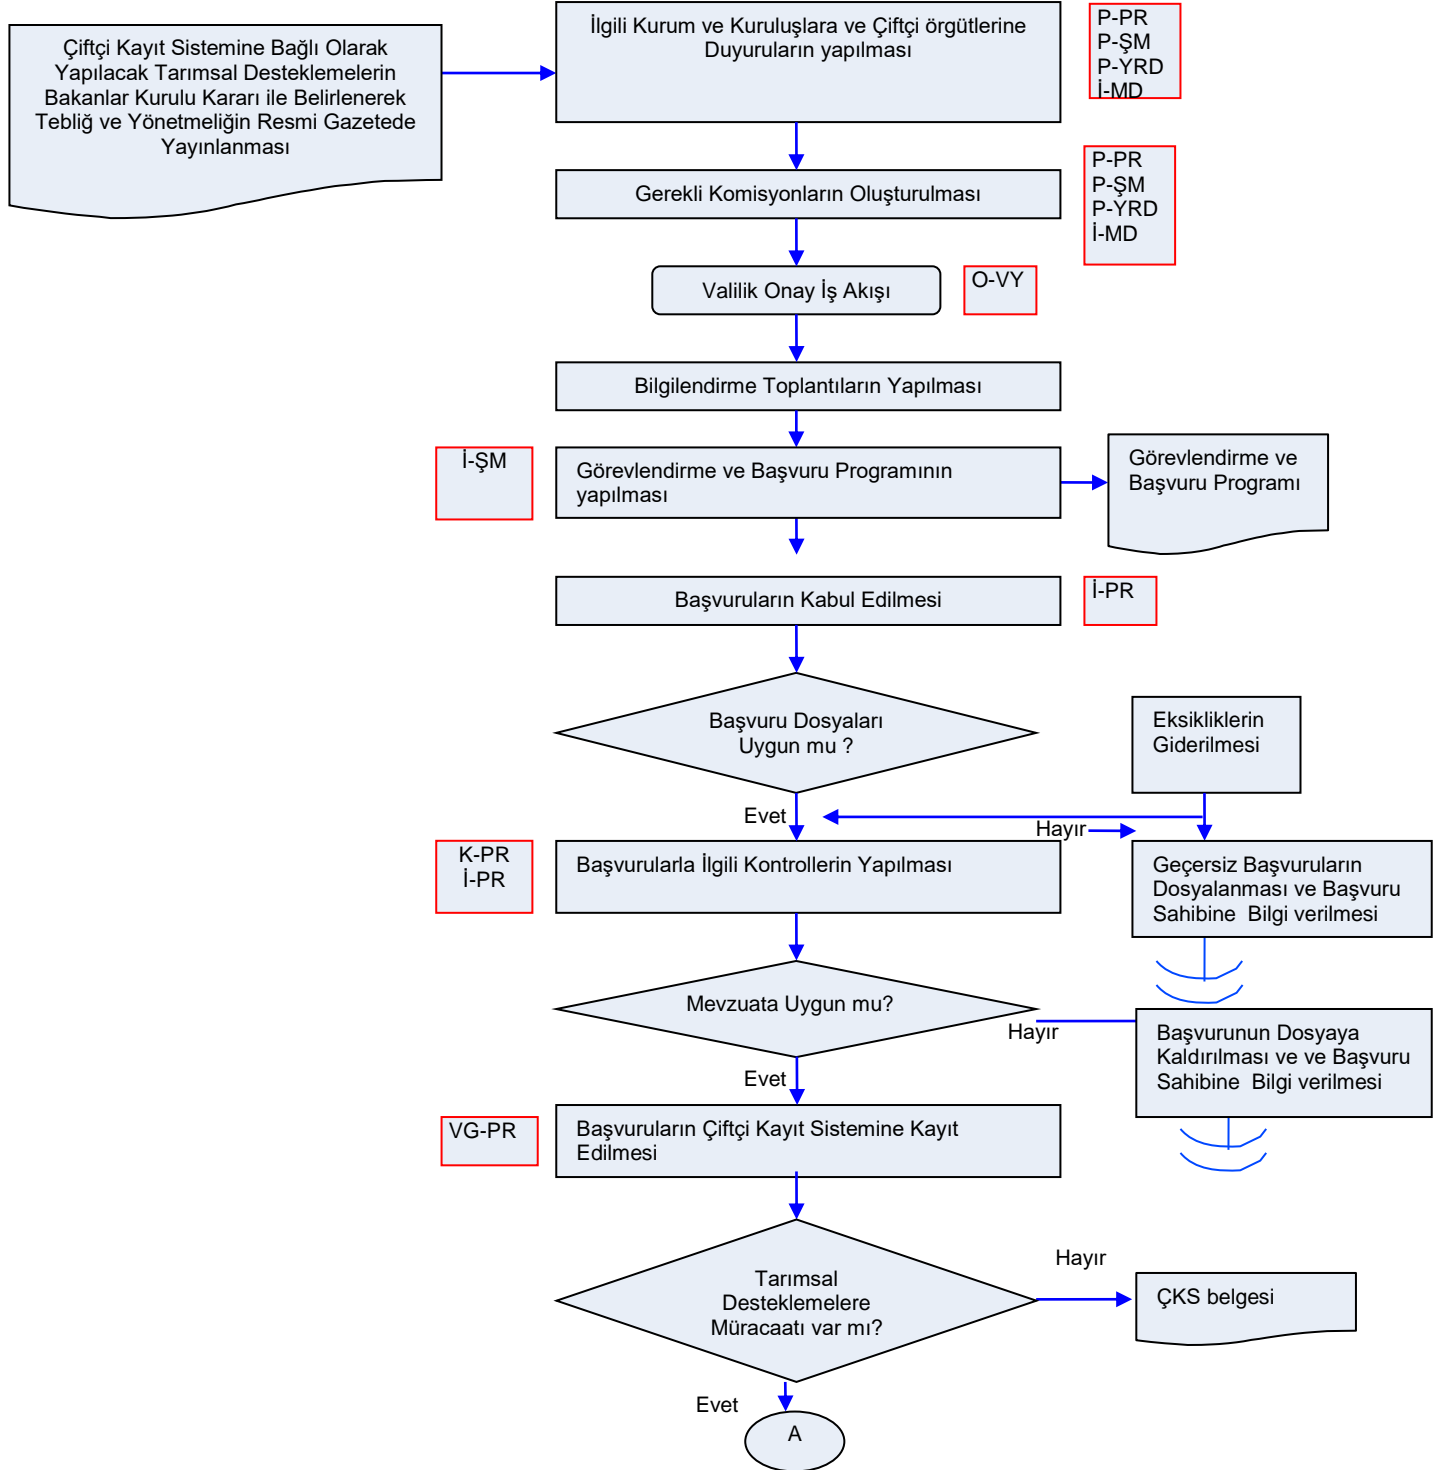 Çiftçi Kayıt Sistemine Bağlı Olarak
Yapılacak Tarımsal Desteklemelerin
Bakanlar Kurulu Kararı ile Belirlenerek
Tebliğ ve Yönetmeliğin Resmi Gazetede
Yayınlanması
İlgili Kurum ve Kuruluşlara ve Çiftçi örgütlerine
Duyuruların yapılması
P-PR
P-ŞM
P-YRD
İ-MD
Gerekli Komisyonların Oluşturulması
P-PR
P-ŞM
P-YRD
İ-MD
Valilik Onay İş Akışı
O-VY
Bilgilendirme Toplantıların Yapılması
İ-ŞM
Görevlendirme ve Başvuru Programının
yapılması
Görevlendirme ve
Başvuru Programı
Başvuruların Kabul Edilmesi
İ-PR
Başvuru Dosyaları
Uygun mu ?
Eksikliklerin
Giderilmesi
Evet
Hayır
K-PR
İ-PR
Başvurularla İlgili Kontrollerin Yapılması
Geçersiz Başvuruların
Dosyalanması ve Başvuru
Sahibine  Bilgi verilmesi
Mevzuata Uygun mu?
Hayır
Başvurunun Dosyaya
Kaldırılması ve ve Başvuru
Sahibine  Bilgi verilmesi
Evet
VG-PR
Başvuruların Çiftçi Kayıt Sistemine Kayıt
Edilmesi
Tarımsal
Desteklemelere
Müracaatı var mı?
Hayır
ÇKS belgesi
Evet
A